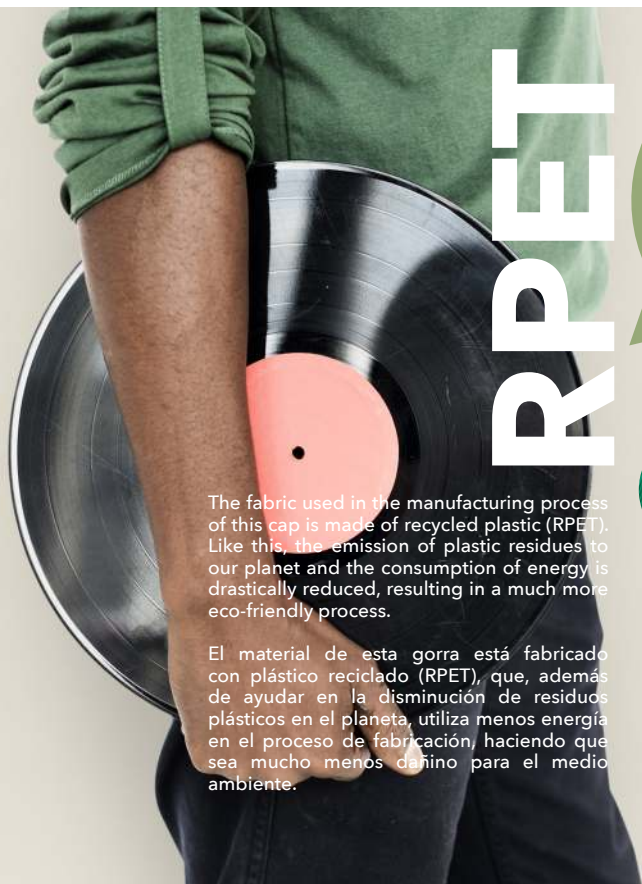 RPET
The fabric used in the manufacturing process
of this cap is made of recycled plastic (RPET).
Like this, the emission of plastic residues to
our planet and the consumption of energy is
drastically reduced, resulting in a much more
eco-friendly process.
El material de esta gorra está fabricado
con plástico reciclado (RPET), que, además
de ayudar en la disminución de residuos
plásticos en el planeta, utiliza menos energía
en el proceso de fabricación, haciendo que
sea mucho menos dañino para el medio
ambiente.